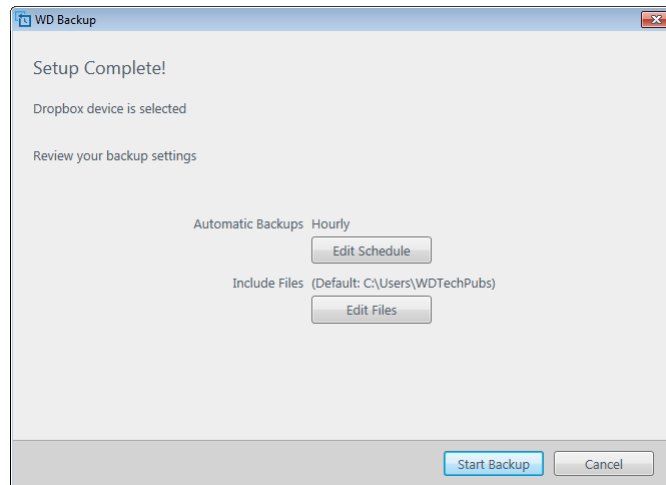 WD Backup
Setup Complete!
Dropbox device is selected
Review your backup settings
Automatic Backups Hourly
Edit Schedule
Include Files (Default: C:\Users\WDTechPubs)
Edit Files
Start Backup Cancel